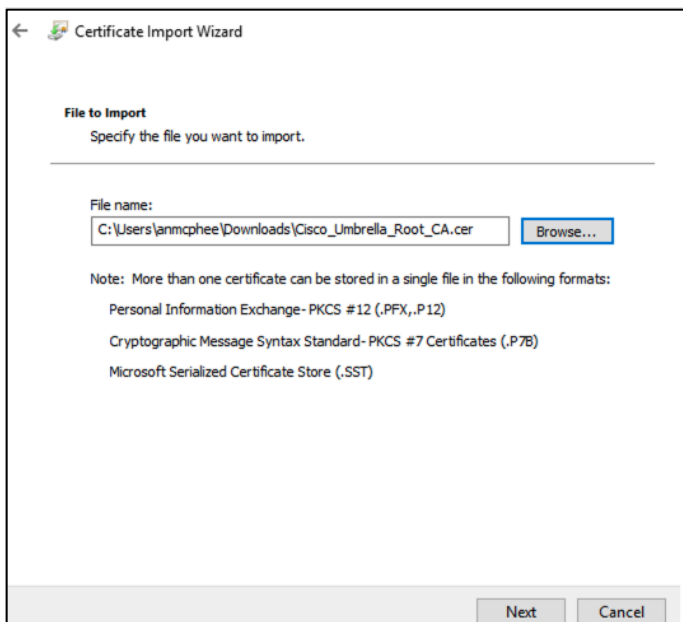 Certificate Import Wizard
File to Import
Specify the file you want to import.
File name:
C:\Users\anmcphee\Downloads\Cisco_Umbrella_Root_CA.cer
Browse...
Note: More than one certificate can be stored in a single file in the following formats:
Personal Information Exchange- PKCS #12 (.PFX,.P12)
Cryptographic Message Syntax Standard- PKCS #7 Certificates (.P7B)
Microsoft Serialized Certificate Store (.SST)
Next
Cancel